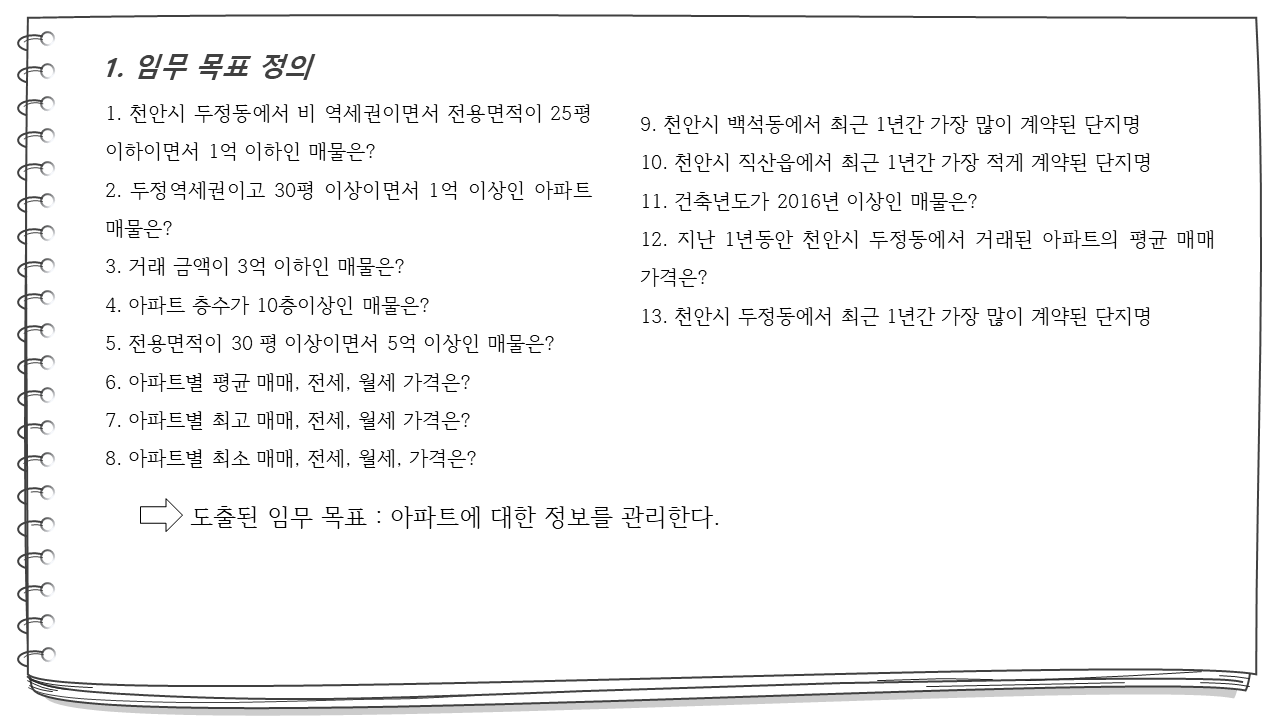 1. 임무 목표 정의
1. 천안시 두정동에서 비 역세권이면서 전용면적이 25평
이하이면서 1억 이하인 매물은?
2. 두정역세권이고 30평 이상이면서 1억 이상인 아파트
매물은?
3. 거래 금액이 3억 이하인 매물은?
4. 아파트 층수가 10층이상인 매물은?
5. 전용면적이 30 평 이상이면서 5억 이상인 매물은?
6. 아파트별 평균 매매, 전세, 월세 가격은?
7. 아파트별 최고 매매, 전세, 월세 가격은?
8. 아파트별 최소 매매, 전세, 월세, 가격은?
9. 천안시 백석동에서 최근 1년간 가장 많이 계약된 단지명
10. 천안시 직산읍에서 최근 1년간 가장 적게 계약된 단지명
11. 건축년도가 2016년 이상인 매물은?
12. 지난 1년동안 천안시 두정동에서 거래된 아파트의 평균 매매
가격은?
13. 천안시 두정동에서 최근 1년간 가장 많이 계약된 단지명
도출된 임무 목표 : 아파트에 대한 정보를 관리한다.